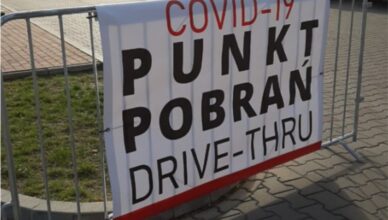 COVID-19
PUNKT
POBRAŃ
DRIVE-THRU